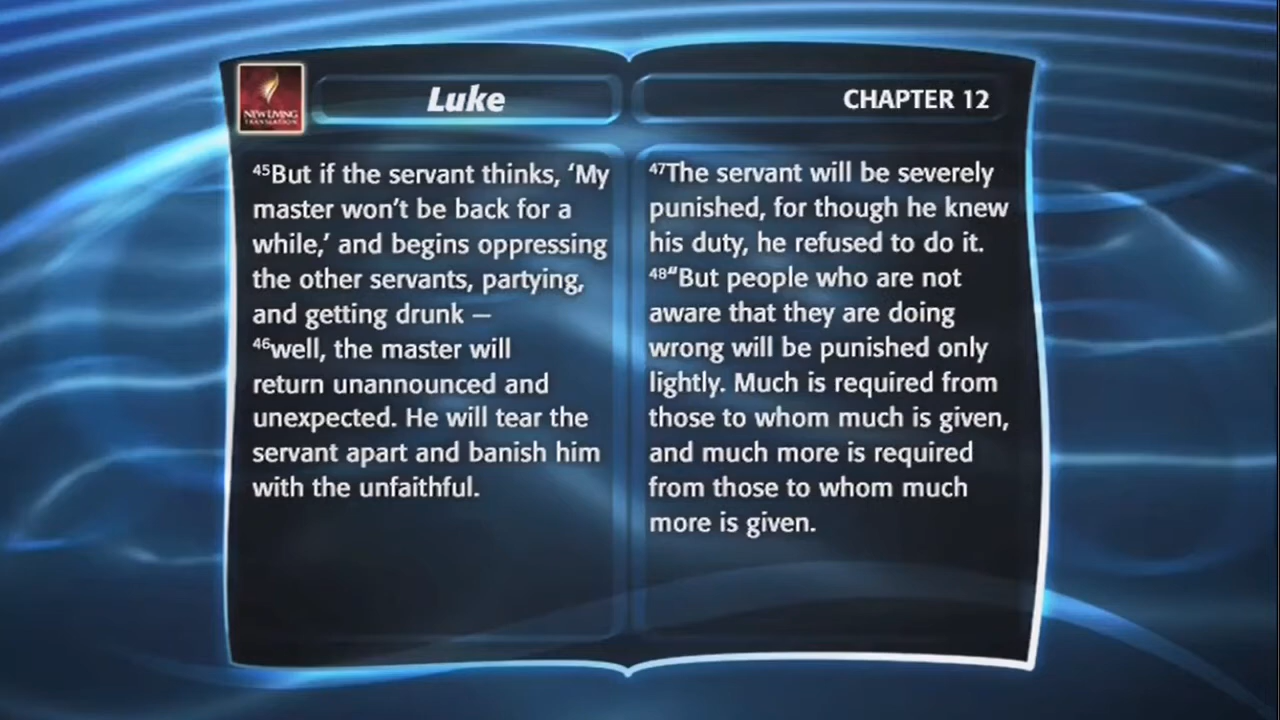 NEW LIVING
TRANSLATION
Luke
CHAPTER 12
⁴⁵But if the servant thinks, ‘My
master won’t be back for a
while,’ and begins oppressing
the other servants, partying,
and getting drunk —
⁴⁶well, the master will
return unannounced and
unexpected. He will tear the
servant apart and banish him
with the unfaithful.
⁴⁷The servant will be severely
punished, for though he knew
his duty, he refused to do it.
⁴⁸“But people who are not
aware that they are doing
wrong will be punished only
lightly. Much is required from
those to whom much is given,
and much more is required
from those to whom much
more is given.